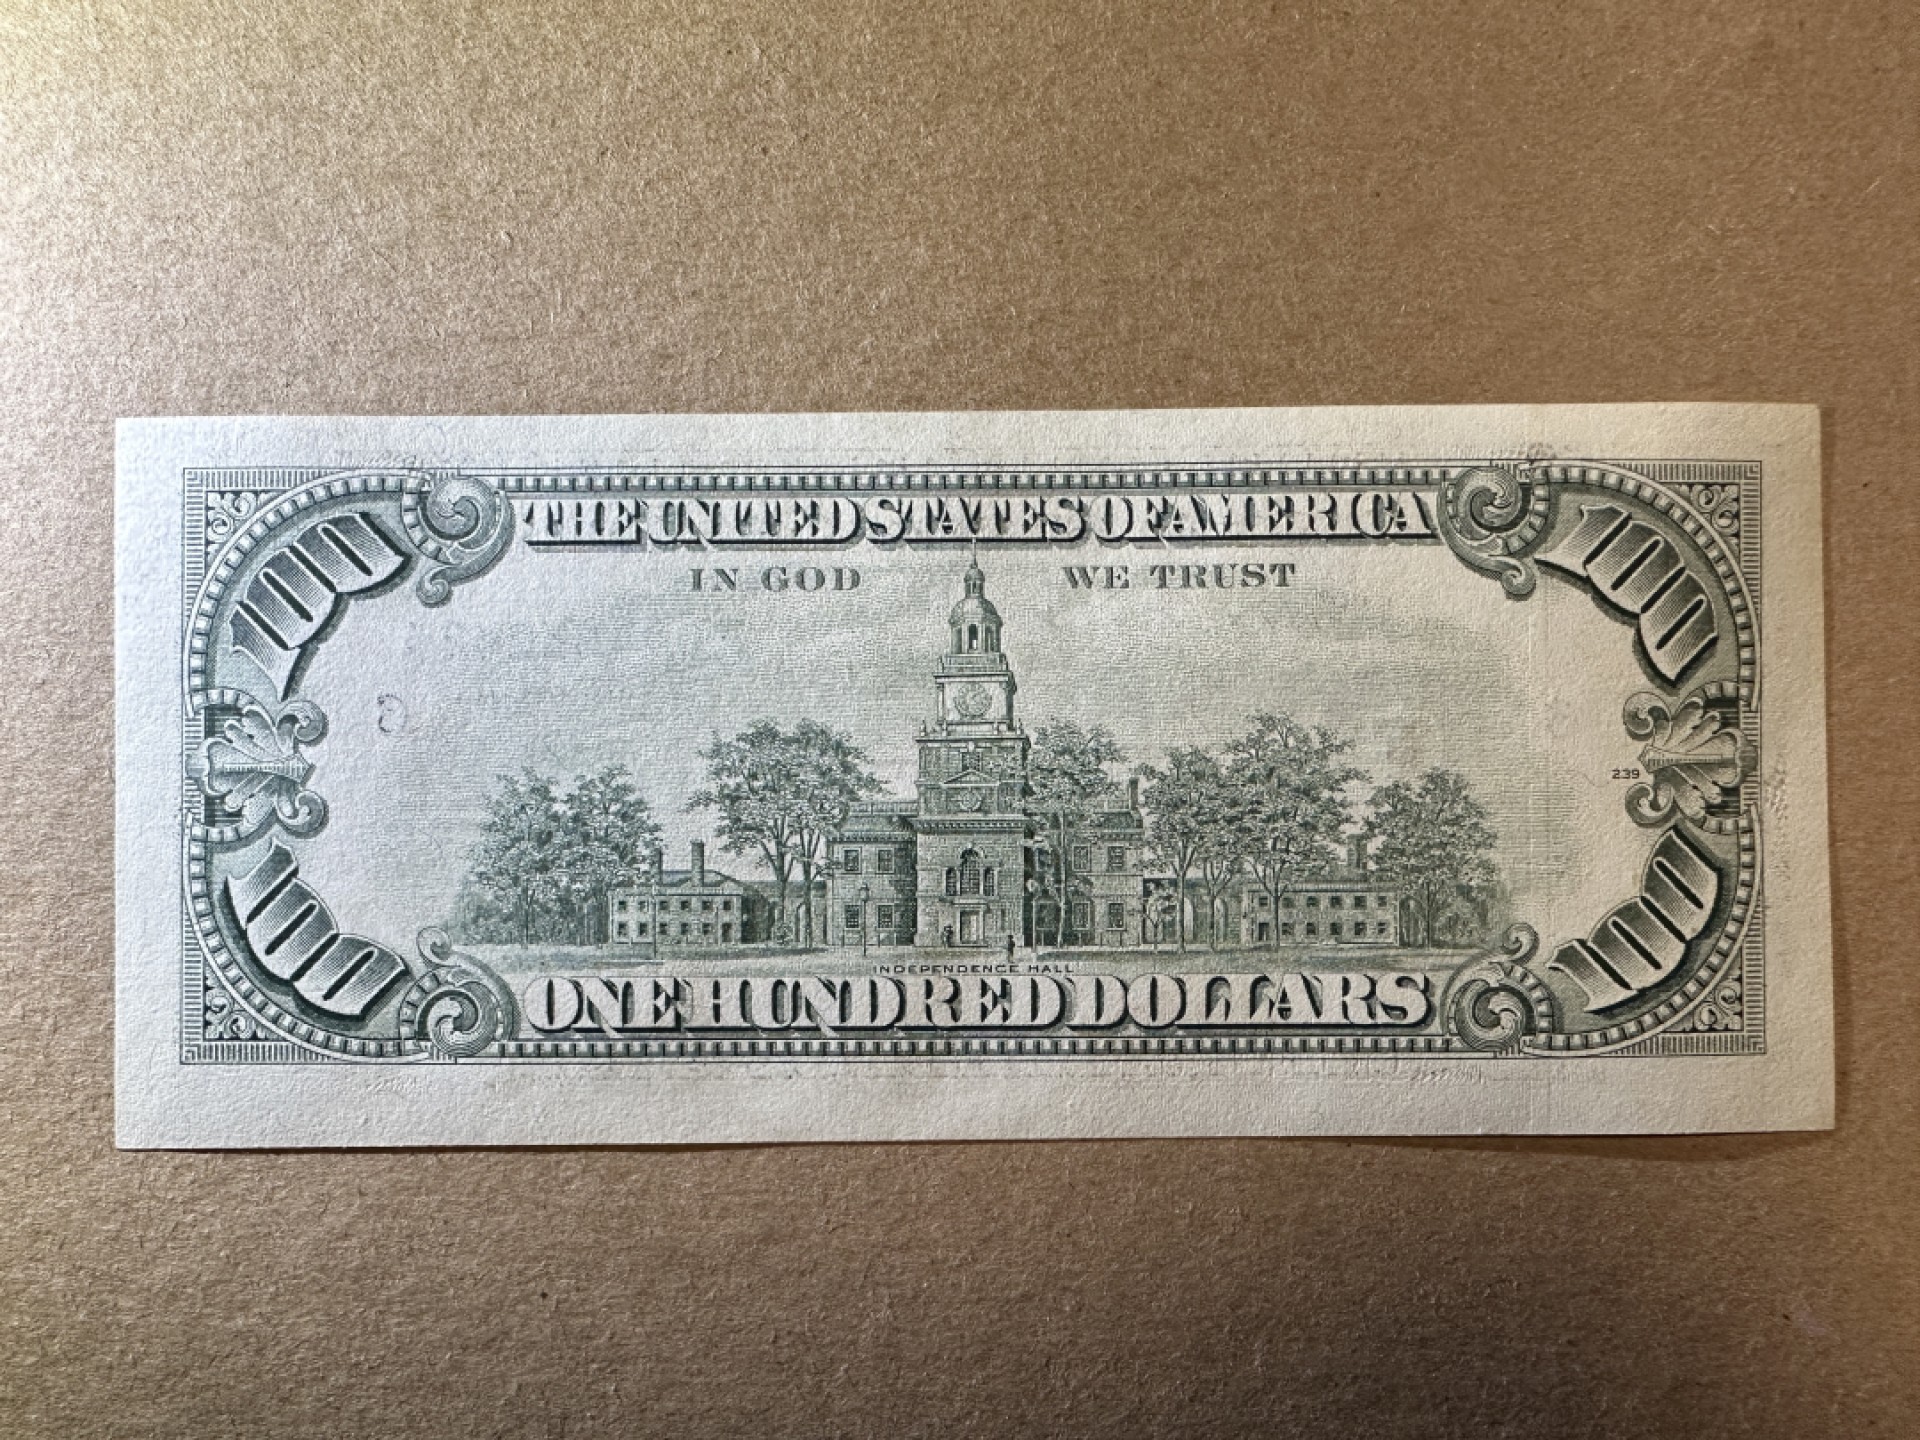 100 THE UNITED STATES OF AMERICA 100
IN GOD WE TRUST
239
INDEPENDENCE HALL
100 ONE HUNDRED DOLLARS 100